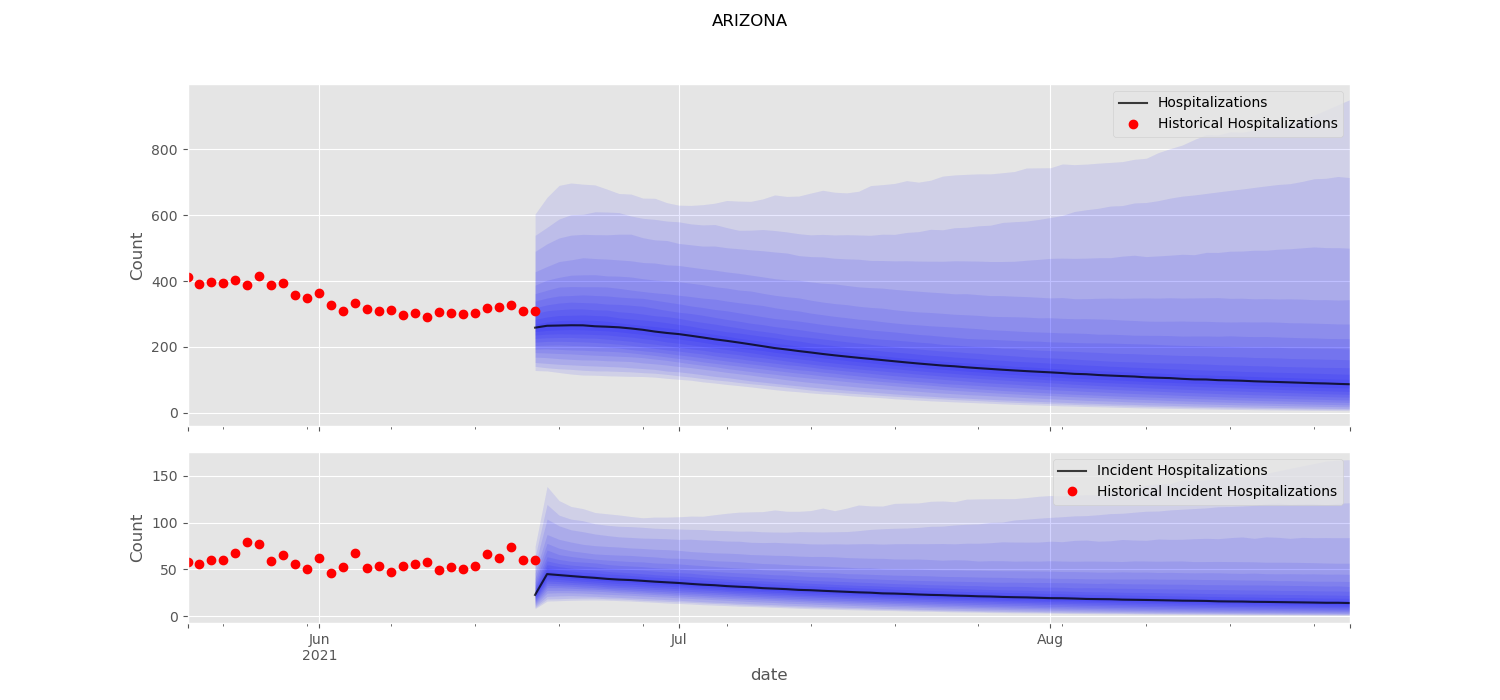 ARIZONA
Hospitalizations
Historical Hospitalizations
Count
800
600
400
200
0
Incident Hospitalizations
Historical Incident Hospitalizations
Count
150
100
50
0
Jun
2021
Jul
Aug
date